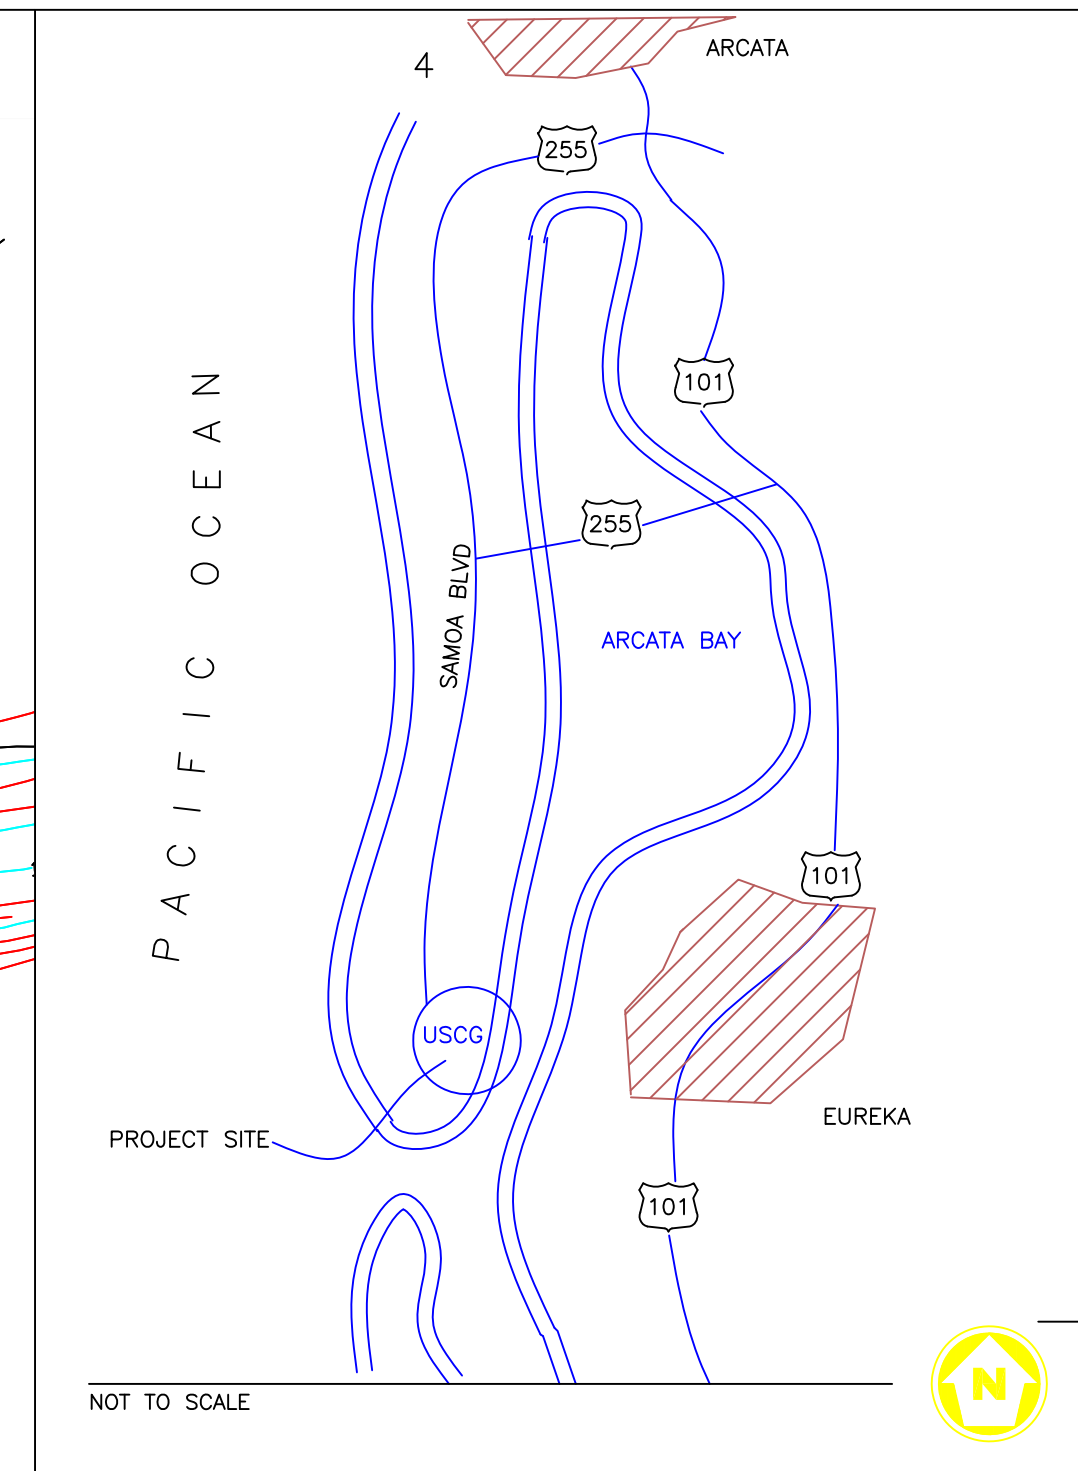 ARCATA
4
255
101
PACIFIC OCEAN
255
SAMOA BLVD
ARCATA BAY
101
USCG
EUREKA
PROJECT SITE
101
N
NOT TO SCALE